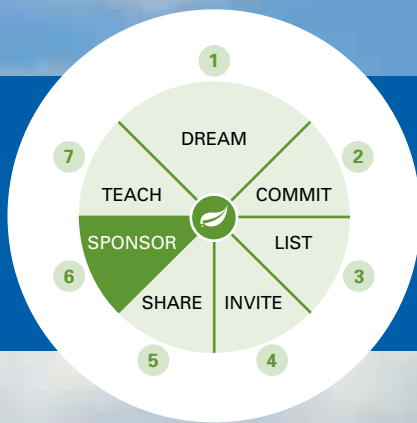 1
DREAM
2
COMMIT
LIST
3
INVITE
4
SHARE
5
SPONSOR
6
TEACH
7